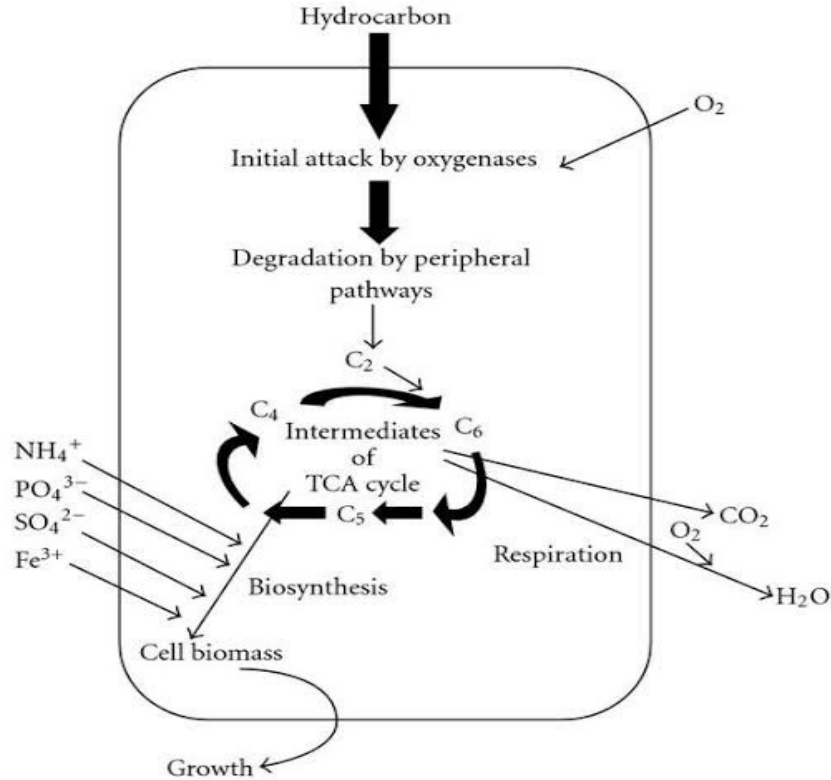 Hydrocarbon
O₂
Initial attack by oxygenases
Degradation by peripheral
pathways
C₂
C₄
C₆
Intermediates
of
TCA cycle
C₅
NH₄⁺
PO₄³⁻
SO₄²⁻
Fe³⁺
CO₂
O₂
Respiration
H₂O
Biosynthesis
Cell biomass
Growth